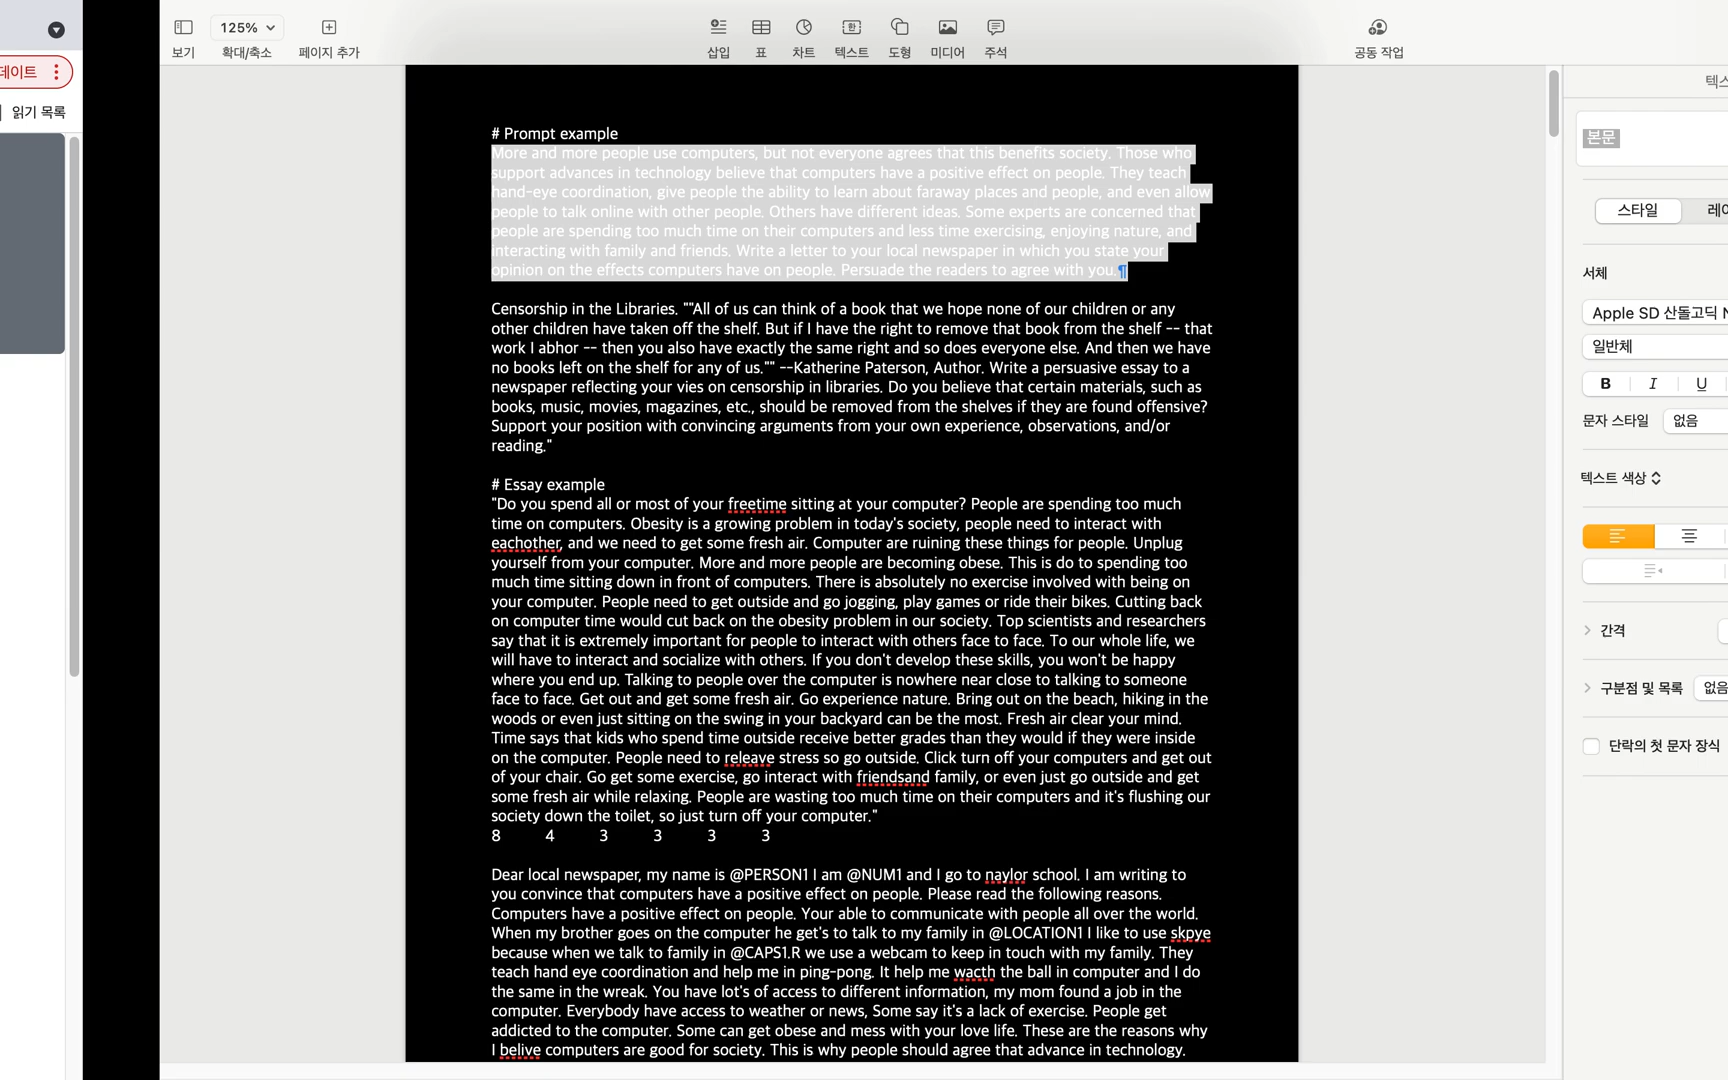 데이트
읽기 목록
125%
보기
확대/축소
페이지 추가
삽입
표
차트
한
텍스트
도형
미디어
주석
공동 작업
# Prompt example
More and more people use computers, but not everyone agrees that this benefits society. Those who
support advances in technology believe that computers have a positive effect on people. They teach
hand-eye coordination, give people the ability to learn about faraway places and people, and even allow
people to talk online with other people. Others have different ideas. Some experts are concerned that
people are spending too much time on their computers and less time exercising, enjoying nature, and
interacting with family and friends. Write a letter to your local newspaper in which you state your
opinion on the effects computers have on people. Persuade the readers to agree with you.¶
Censorship in the Libraries. ""All of us can think of a book that we hope none of our children or any
other children have taken off the shelf. But if I have the right to remove that book from the shelf -- that
work I abhor -- then you also have exactly the same right and so does everyone else. And then we have
no books left on the shelf for any of us."" --Katherine Paterson, Author. Write a persuasive essay to a
newspaper reflecting your vies on censorship in libraries. Do you believe that certain materials, such as
books, music, movies, magazines, etc., should be removed from the shelves if they are found offensive?
Support your position with convincing arguments from your own experience, observations, and/or
reading."
# Essay example
"Do you spend all or most of your freetime sitting at your computer? People are spending too much
time on computers. Obesity is a growing problem in today's society, people need to interact with
eachother, and we need to get some fresh air. Computer are ruining these things for people. Unplug
yourself from your computer. More and more people are becoming obese. This is do to spending too
much time sitting down in front of computers. There is absolutely no exercise involved with being on
your computer. People need to get outside and go jogging, play games or ride their bikes. Cutting back
on computer time would cut back on the obesity problem in our society. Top scientists and researchers
say that it is extremely important for people to interact with others face to face. To our whole life, we
will have to interact and socialize with others. If you don't develop these skills, you won't be happy
where you end up. Talking to people over the computer is nowhere near close to talking to someone
face to face. Get out and get some fresh air. Go experience nature. Bring out on the beach, hiking in the
woods or even just sitting on the swing in your backyard can be the most. Fresh air clear your mind.
Time says that kids who spend time outside receive better grades than they would if they were inside
on the computer. People need to releave stress so go outside. Click turn off your computers and get out
of your chair. Go get some exercise, go interact with friendsand family, or even just go outside and get
some fresh air while relaxing. People are wasting too much time on their computers and it's flushing our
society down the toilet, so just turn off your computer."
8 4 3 3 3 3
Dear local newspaper, my name is @PERSON1 I am @NUM1 and I go to naylor school. I am writing to
you convince that computers have a positive effect on people. Please read the following reasons.
Computers have a positive effect on people. Your able to communicate with people all over the world.
When my brother goes on the computer he get's to talk to my family in @LOCATION1 I like to use skpye
because when we talk to family in @CAPS1.R we use a webcam to keep in touch with my family. They
teach hand eye coordination and help me in ping-pong. It help me wacth the ball in computer and I do
the same in the wreak. You have lot's of access to different information, my mom found a job in the
computer. Everybody have access to weather or news, Some say it's a lack of exercise. People get
addicted to the computer. Some can get obese and mess with your love life. These are the reasons why
I belive computers are good for society. This is why people should agree that advance in technology.
본문
스타일
서체
Apple SD 산돌고딕 N
일반체
B I U
문자 스타일 없음
텍스트 색상
간격
구분점 및 목록 없음
단락의 첫 문자 장식